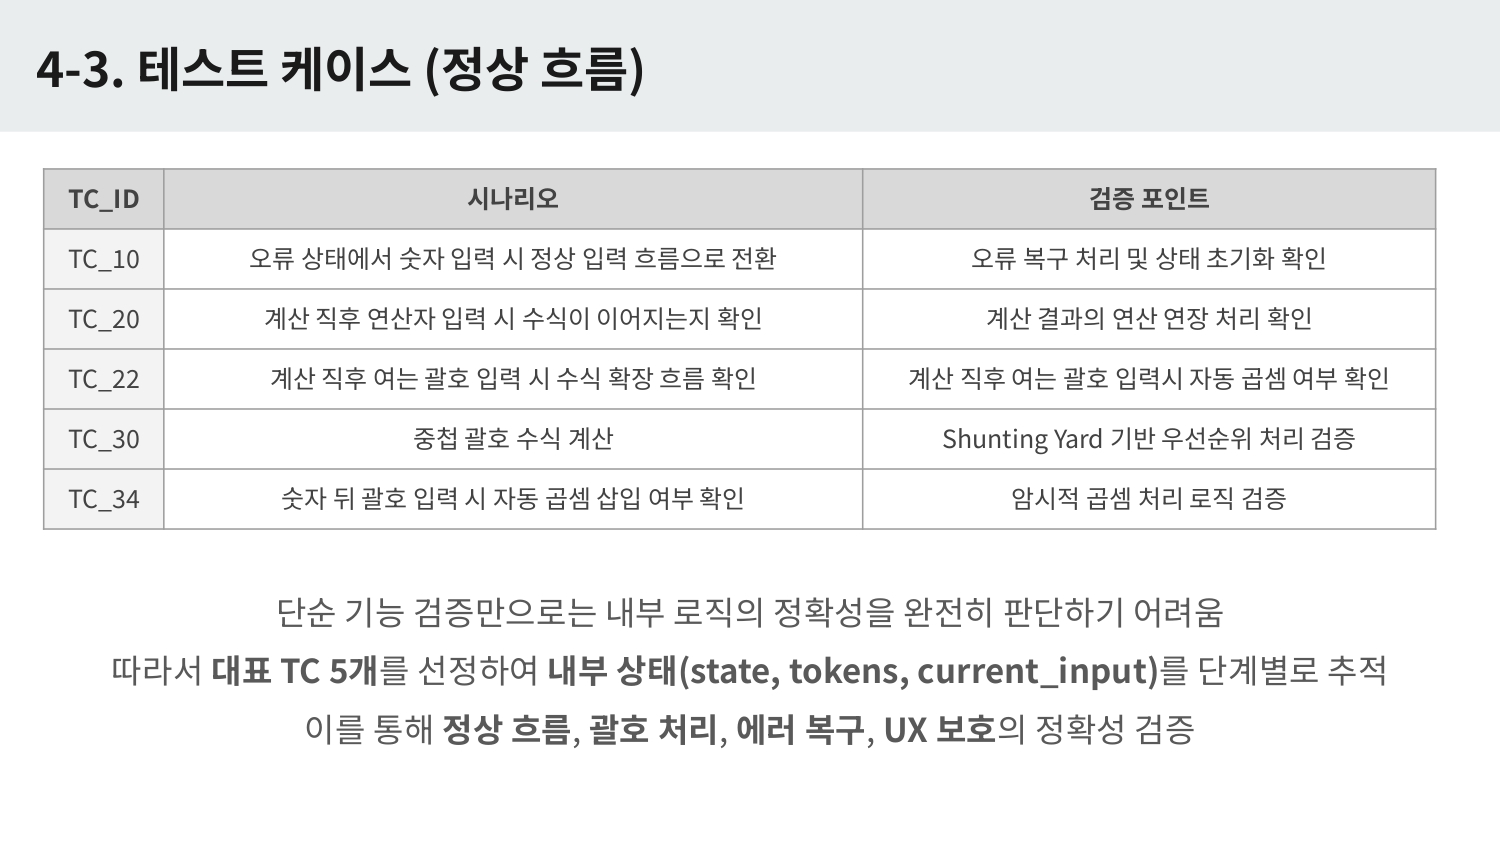 4-3. 테스트 케이스 (정상 흐름)
TC_ID 시나리오 검증 포인트
TC_10 오류 상태에서 숫자 입력 시 정상 입력 흐름으로 전환 오류 복구 처리 및 상태 초기화 확인
TC_20 계산 직후 연산자 입력 시 수식이 이어지는지 확인 계산 결과의 연산 연장 처리 확인
TC_22 계산 직후 여는 괄호 입력 시 수식 확장 흐름 확인 계산 직후 여는 괄호 입력시 자동 곱셈 여부 확인
TC_30 중첩 괄호 수식 계산 Shunting Yard 기반 우선순위 처리 검증
TC_34 숫자 뒤 괄호 입력 시 자동 곱셈 삽입 여부 확인 암시적 곱셈 처리 로직 검증
단순 기능 검증만으로는 내부 로직의 정확성을 완전히 판단하기 어려움
따라서 대표 TC 5개를 선정하여 내부 상태(state, tokens, current_input)를 단계별로 추적
이를 통해 정상 흐름, 괄호 처리, 에러 복구, UX 보호의 정확성 검증